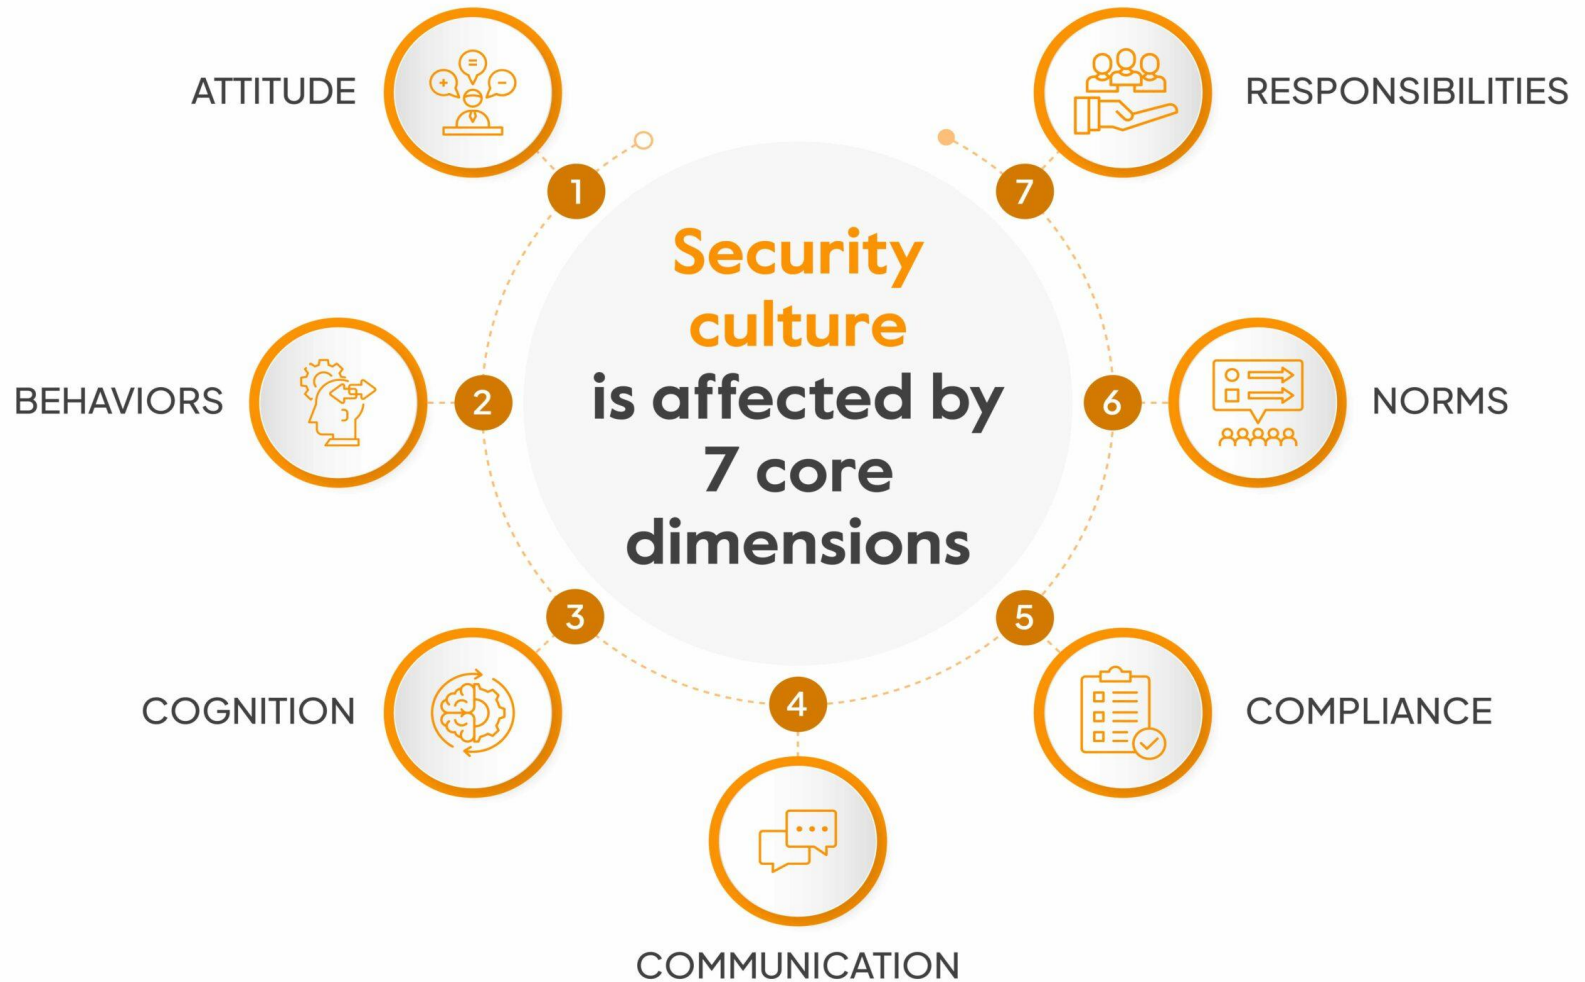 Security
culture
is affected by
7 core
dimensions
1
ATTITUDE
2
BEHAVIORS
3
COGNITION
4
COMMUNICATION
5
COMPLIANCE
6
NORMS
7
RESPONSIBILITIES